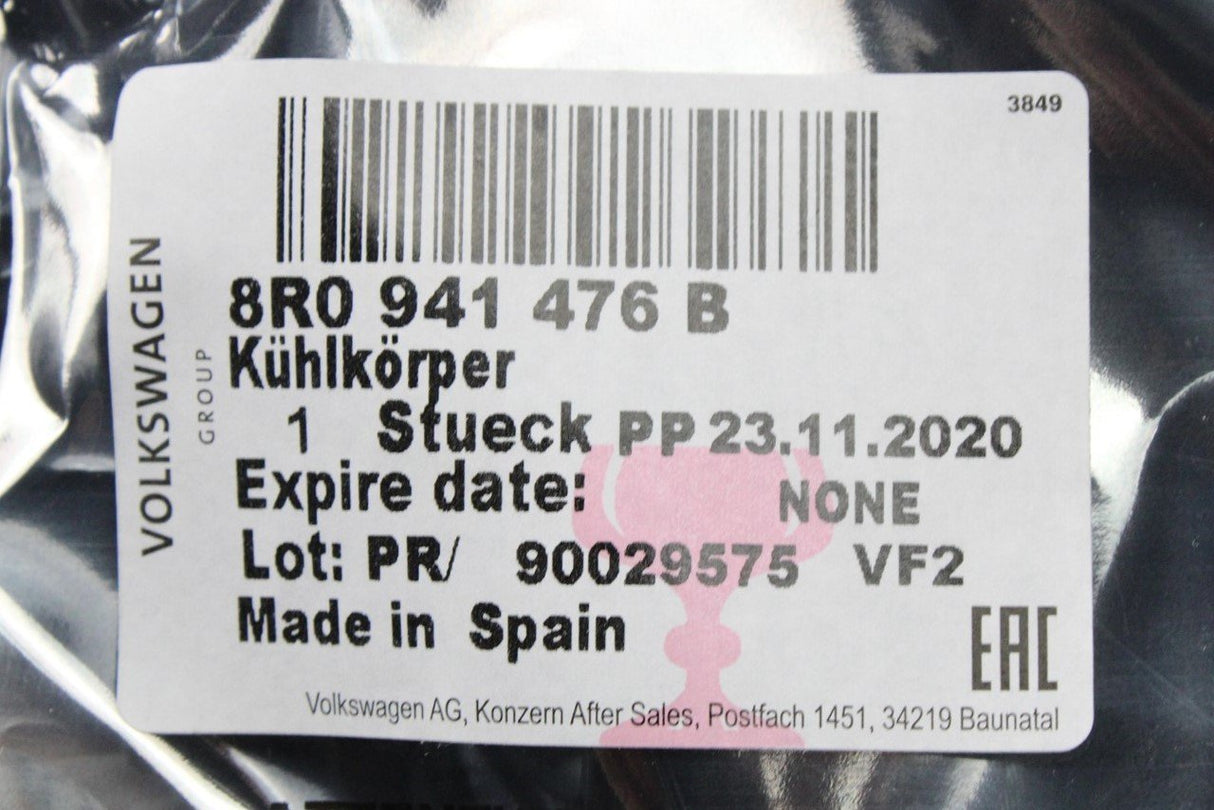 3849
VOLKSWAGEN
GROUP
8R0 941 476 B
Kühlkörper
1 Stueck PP 23.11.2020
Expire date: NONE
Lot: PR/ 90029575 VF2
Made in Spain
EAC
Volkswagen AG, Konzern After Sales, Postfach 1451, 34219 Baunatal